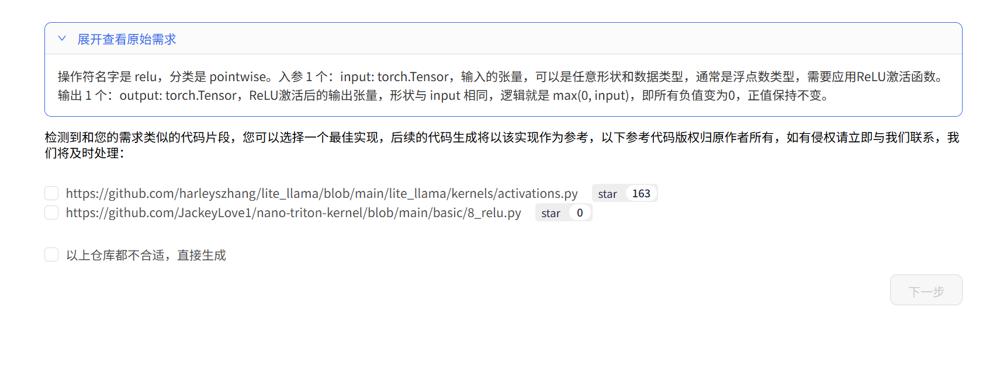 展开查看原始需求
操作符名字是 relu，分类是 pointwise。入参 1 个：input: torch.Tensor，输入的张量，可以是任意形状和数据类型，通常是浮点数类型，需要应用ReLU激活函数。
输出 1 个：output: torch.Tensor，ReLU激活后的输出张量，形状与 input 相同，逻辑就是 max(0, input)，即所有负值变为0，正值保持不变。
检测到和您的需求类似的代码片段，您可以选择一个最佳实现，后续的代码生成将以该实现作为参考，以下参考代码版权归原作者所有，如有侵权请立即与我们联系，我
们将及时处理：
https://github.com/harleyszhang/lite_llama/blob/main/lite_llama/kernels/activations.py star 163
https://github.com/JackeyLove1/nano-triton-kernel/blob/main/basic/8_relu.py star 0
以上仓库都不合适，直接生成
下一步